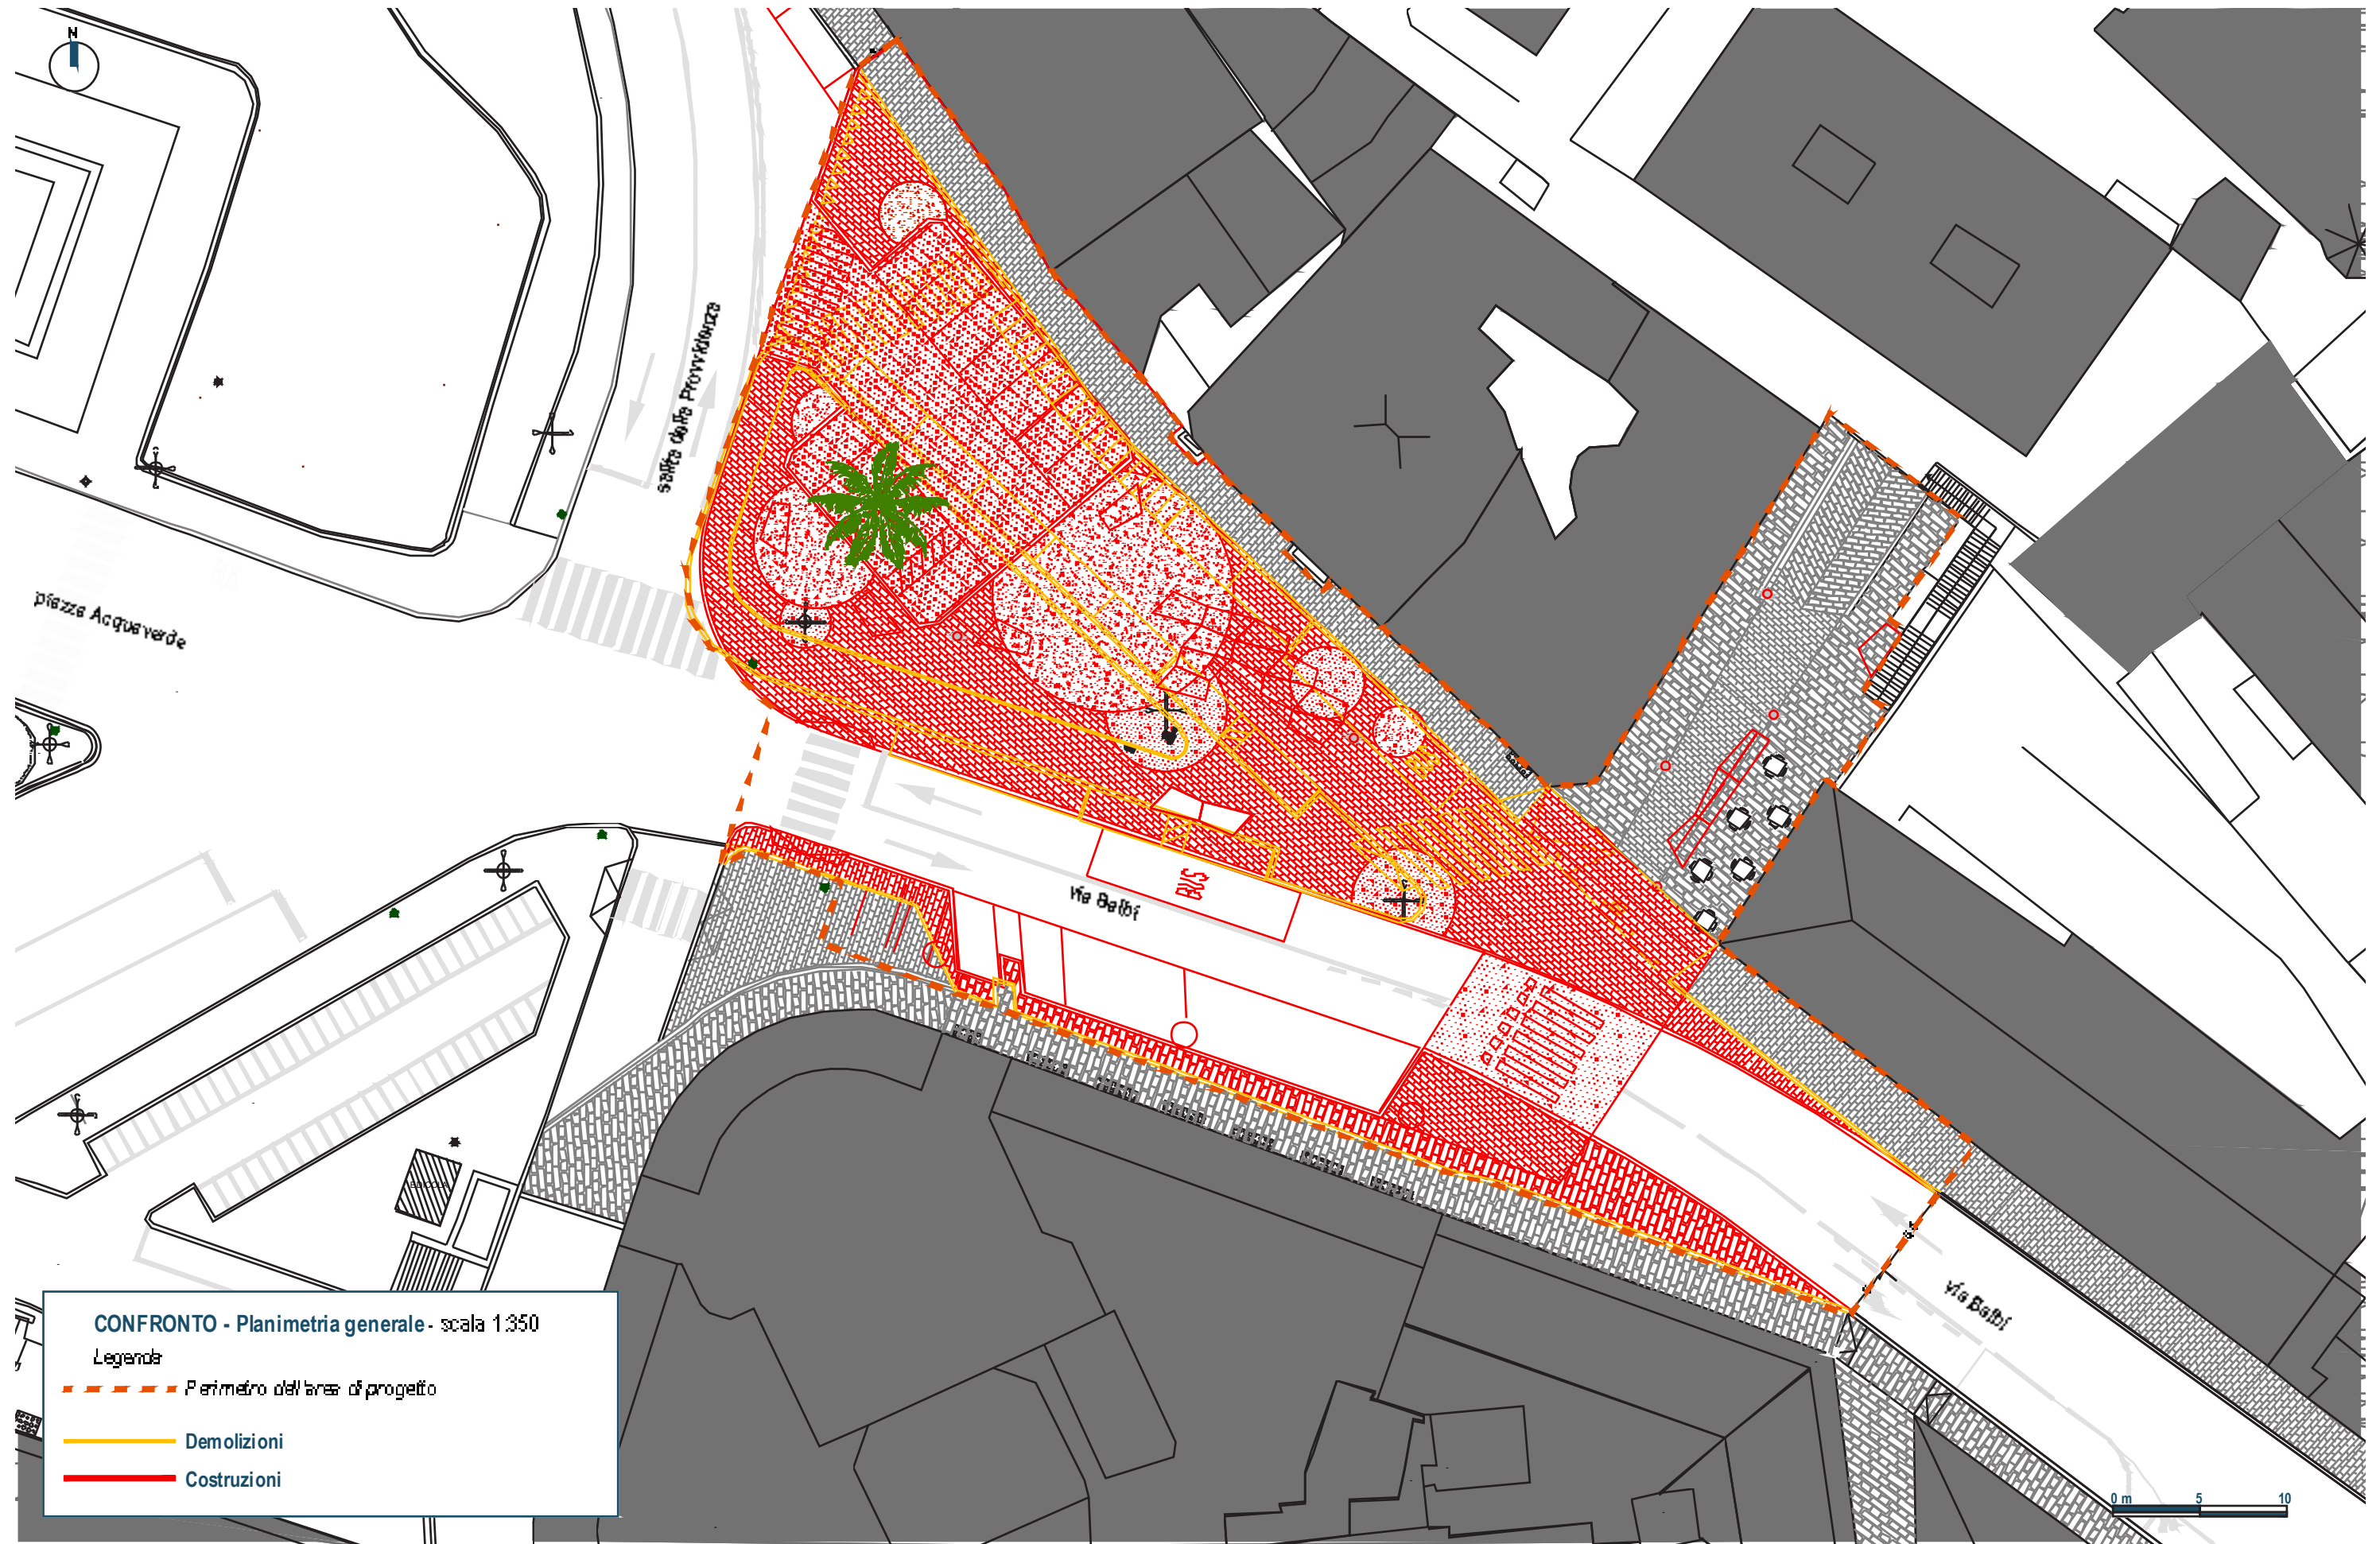 N
salita della Provvidenza
piazza Acquaverde
BUS
via Balbi
via Balbi
EDICOLA
CONFRONTO - Planimetria generale - scala 1:350
Legenda
Perimetro dell'area di progetto
Demolizioni
Costruzioni
0 m 5 10